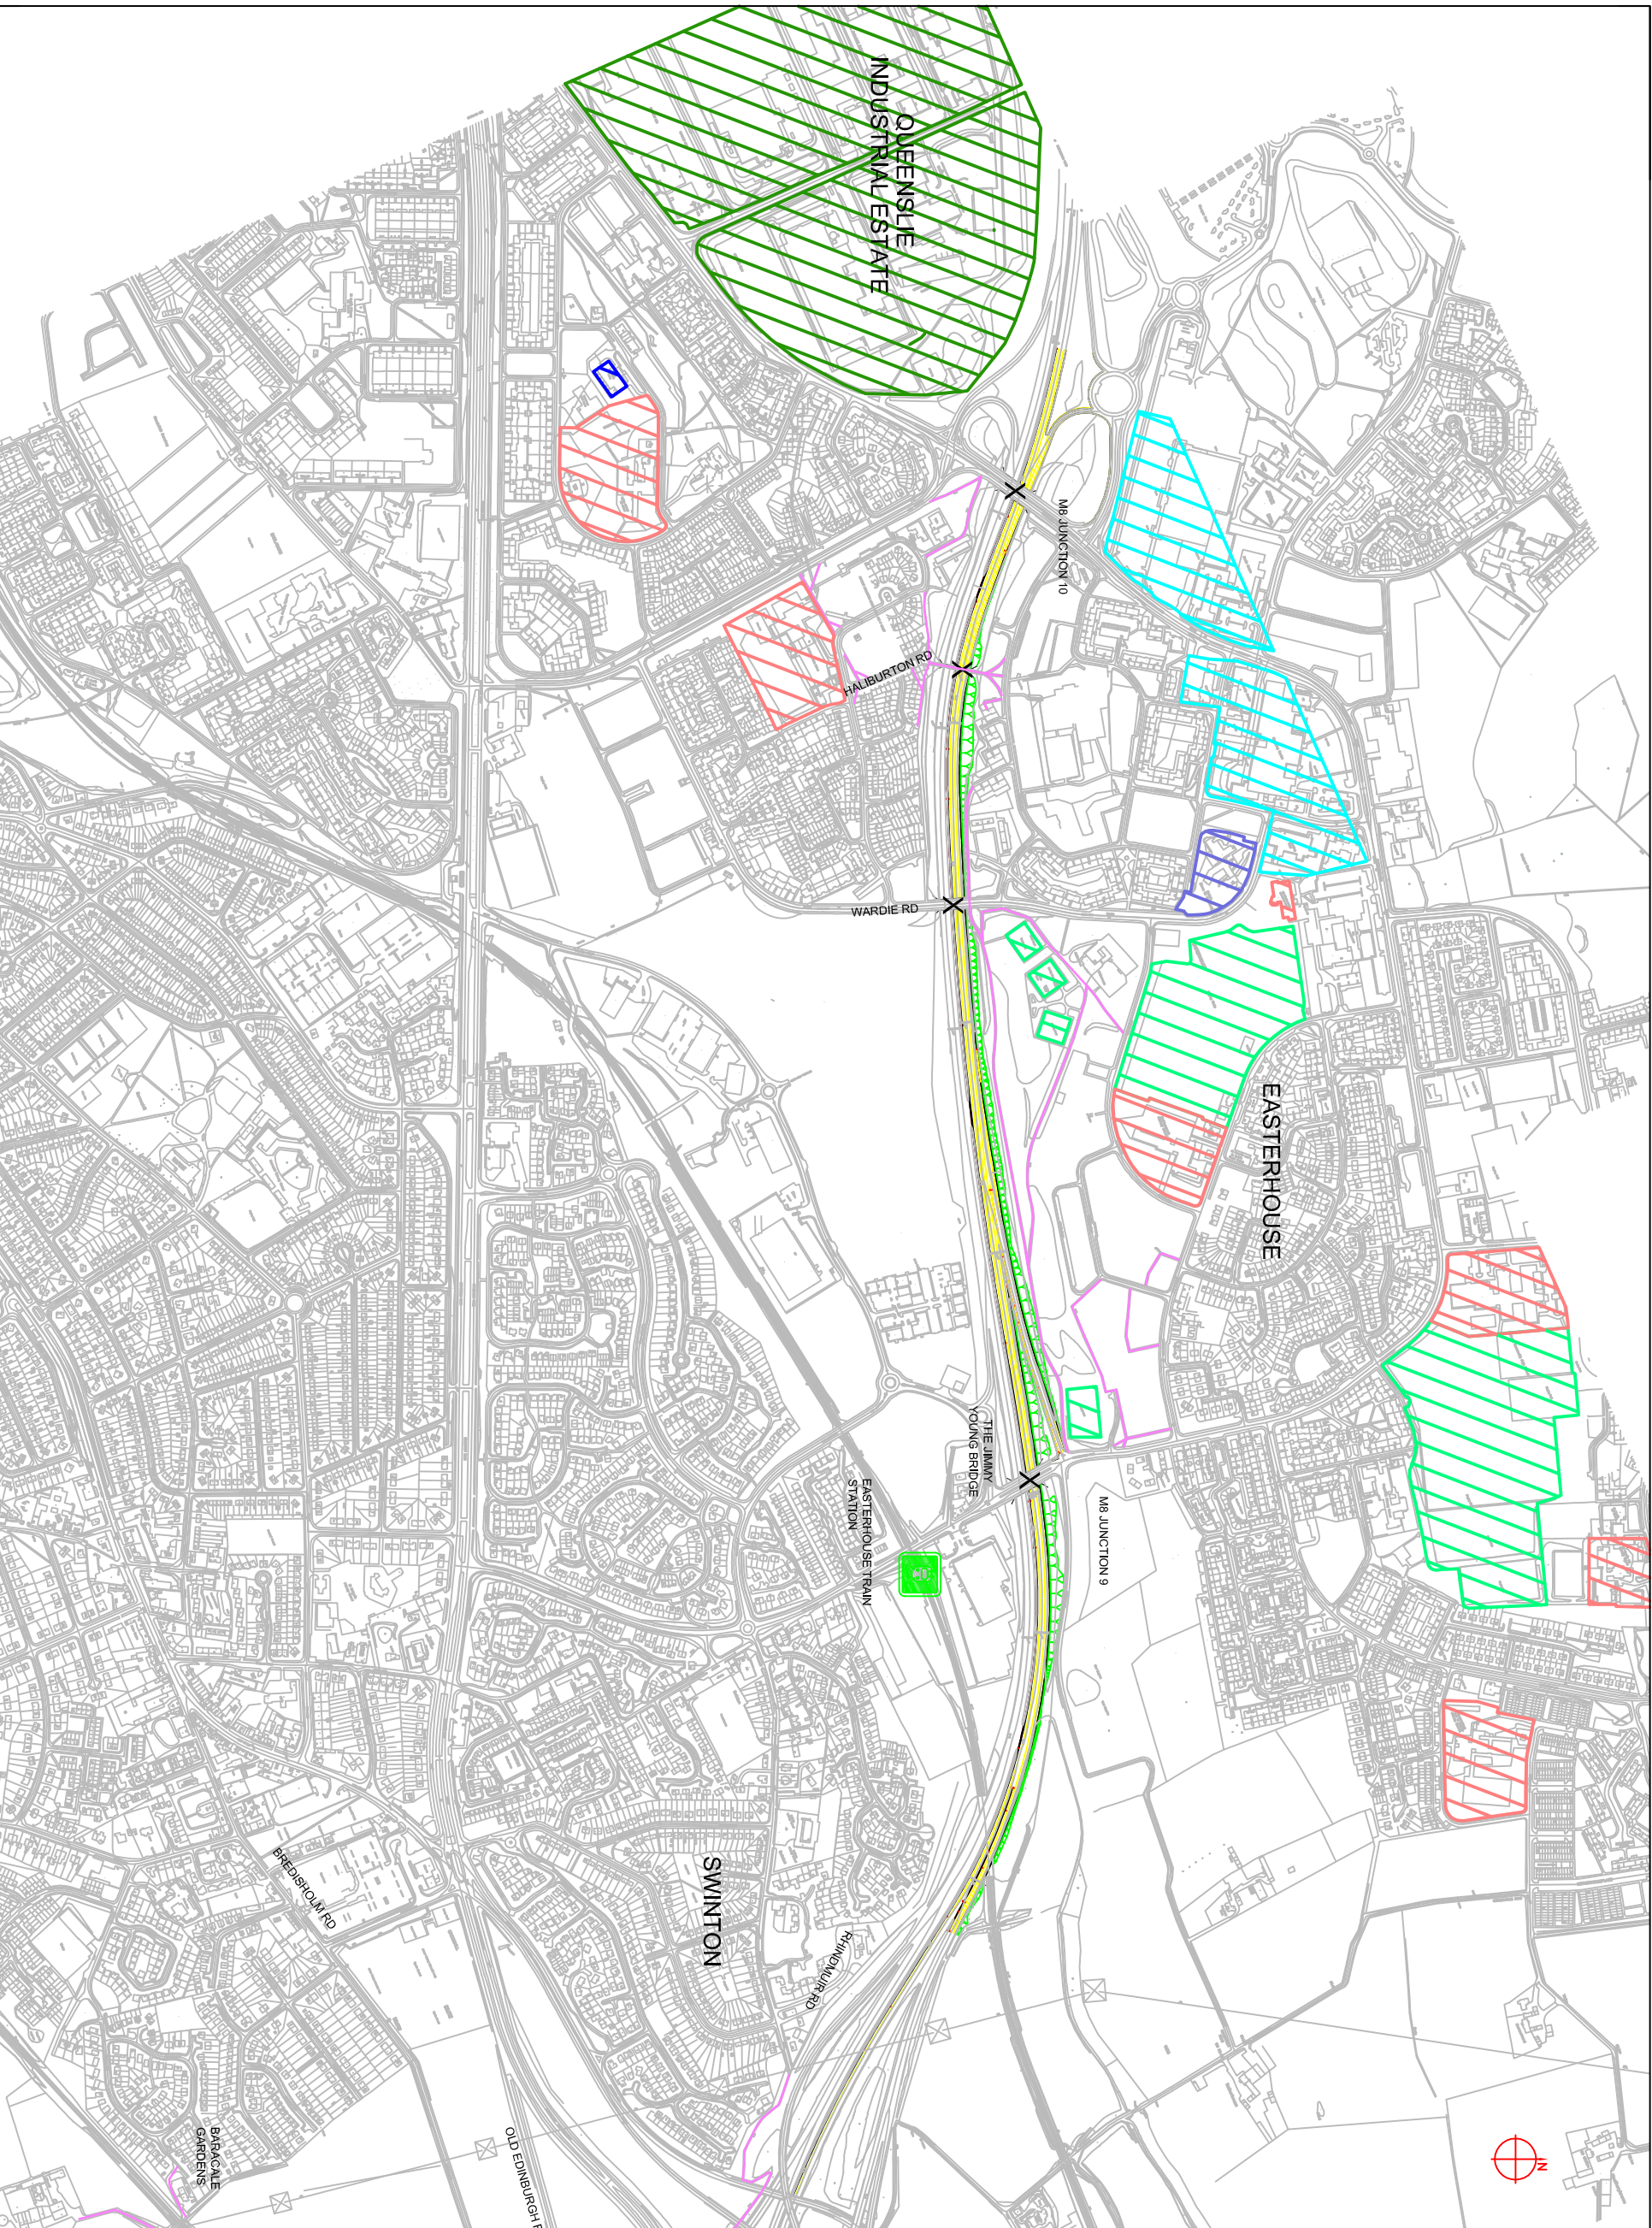 QUEENSLIE
INDUSTRIAL ESTATE
M8 JUNCTION 10
HALIBURTON RD
WARDIE RD
EASTERHOUSE
THE JIMMY
YOUNG BRIDGE
M8 JUNCTION 9
EASTERHOUSE TRAIN
STATION
SWINTON
RHINDMUIR RD
BREDISHOLM RD
BARACALE
GARDENS
OLD EDINBURGH
N